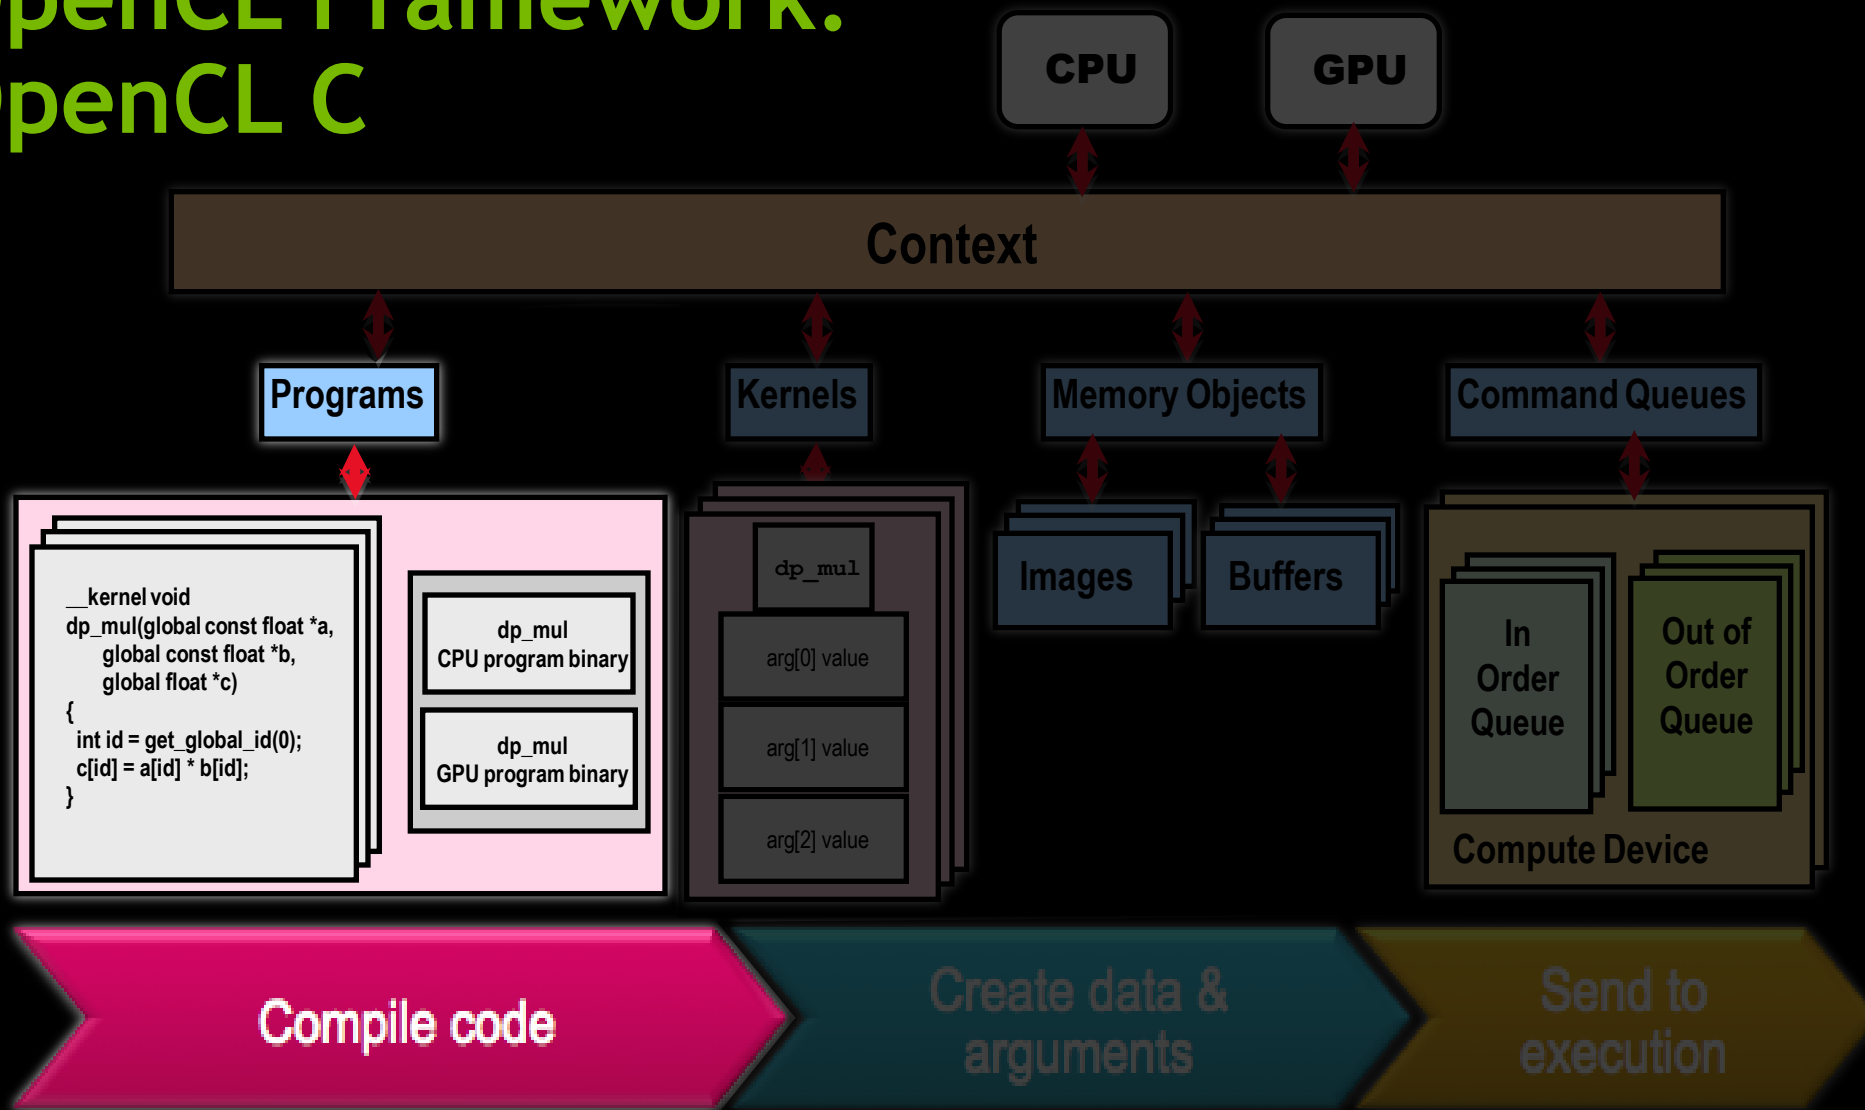 penCL Framework:
OpenCL C
CPU
GPU
Context
Programs
Kernels
Memory Objects
Command Queues
__kernel void
dp_mul(global const float *a,
global const float *b,
global float *c)
{
int id = get_global_id(0);
c[id] = a[id] * b[id];
}
dp_mul
CPU program binary
dp_mul
GPU program binary
dp_mul
arg[0] value
arg[1] value
arg[2] value
Images
Buffers
In
Order
Queue
Out of
Order
Queue
Compute Device
Compile code
Create data &
arguments
Send to
execution